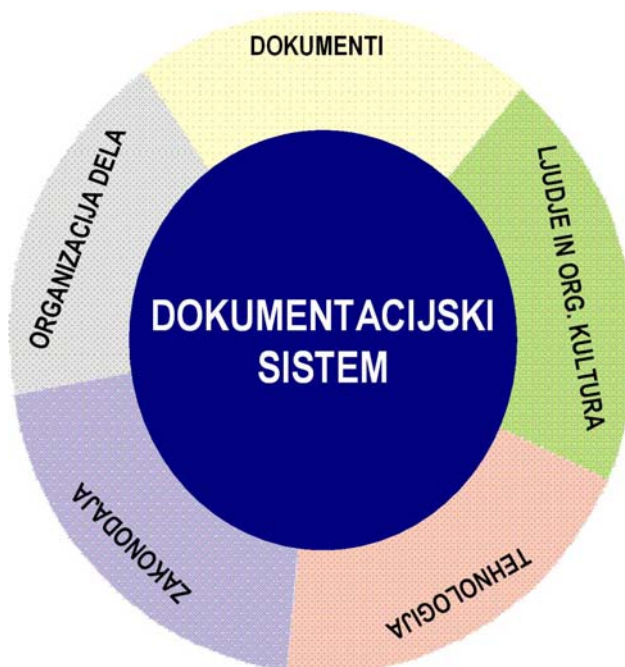 DOKUMENTI
LJUDJE IN ORG. KULTURA
TEHNOLOGIJA
ZAKONODAJA
ORGANIZACIJA DELA
DOKUMENTACIJSKI
SISTEM